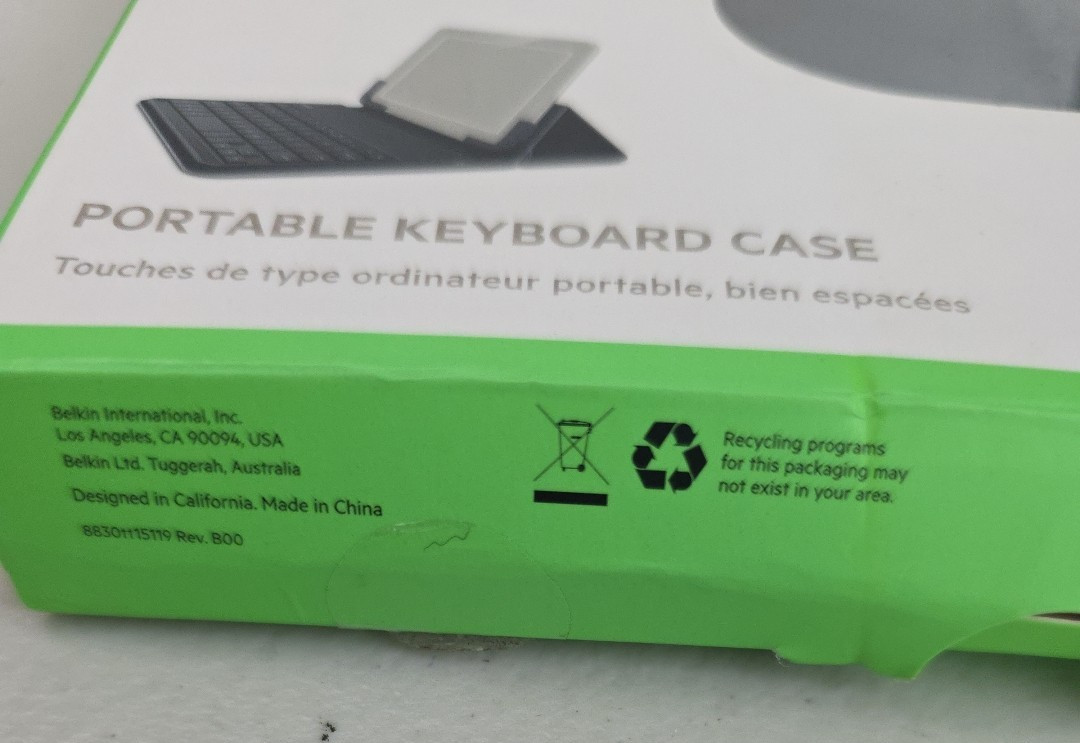 PORTABLE KEYBOARD CASE
Touches de type ordinateur portable, bien espacées
Belkin International, Inc.
Los Angeles, CA 90094, USA
Belkin Ltd. Tuggerah, Australia
Designed in California. Made in China
8830tt15119 Rev. B00
Recycling programs
for this packaging may
not exist in your area.